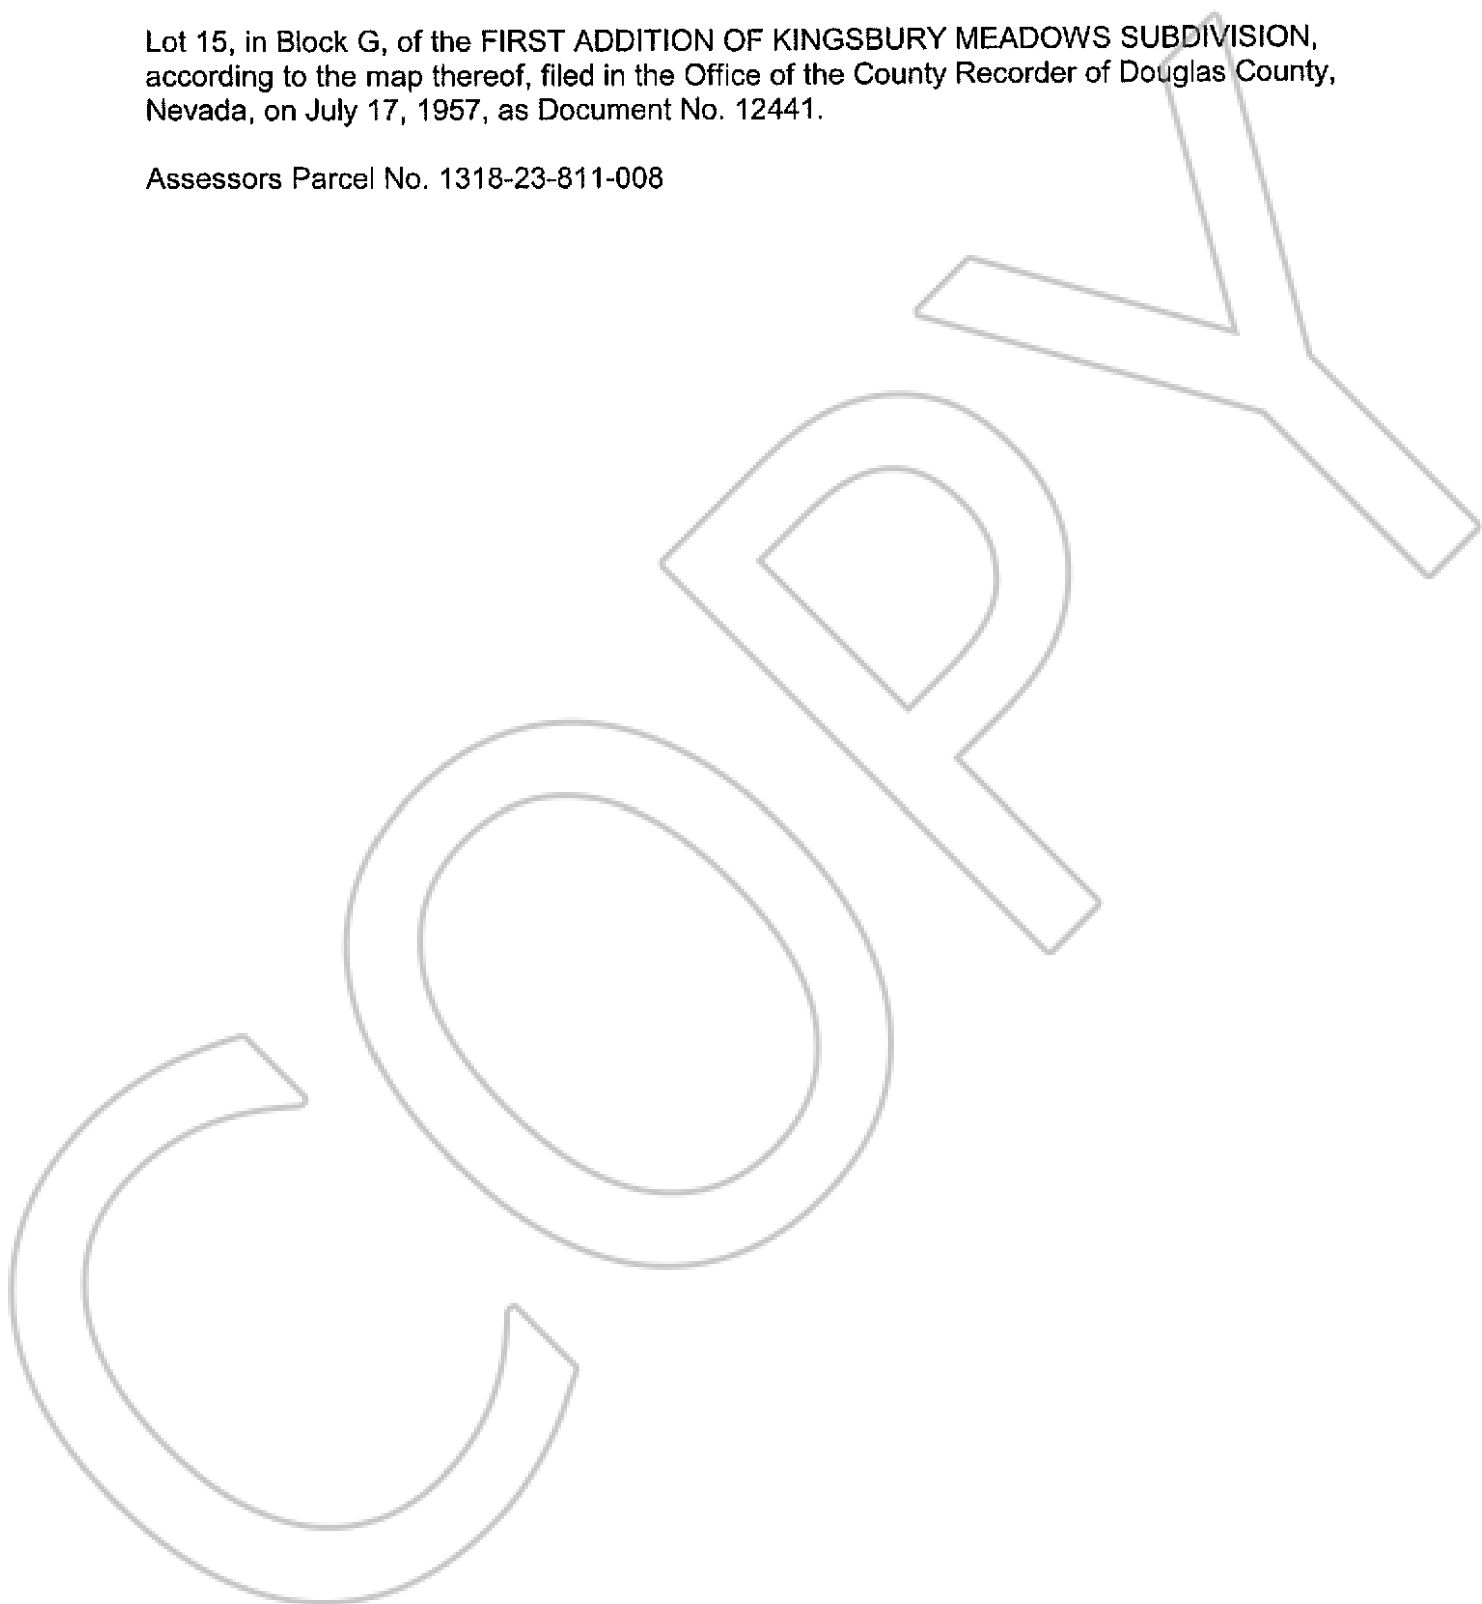 Lot 15, in Block G, of the FIRST ADDITION OF KINGSBURY MEADOWS SUBDIVISION,
according to the map thereof, filed in the Office of the County Recorder of Douglas County,
Nevada, on July 17, 1957, as Document No. 12441.
Assessors Parcel No. 1318-23-811-008
COPY